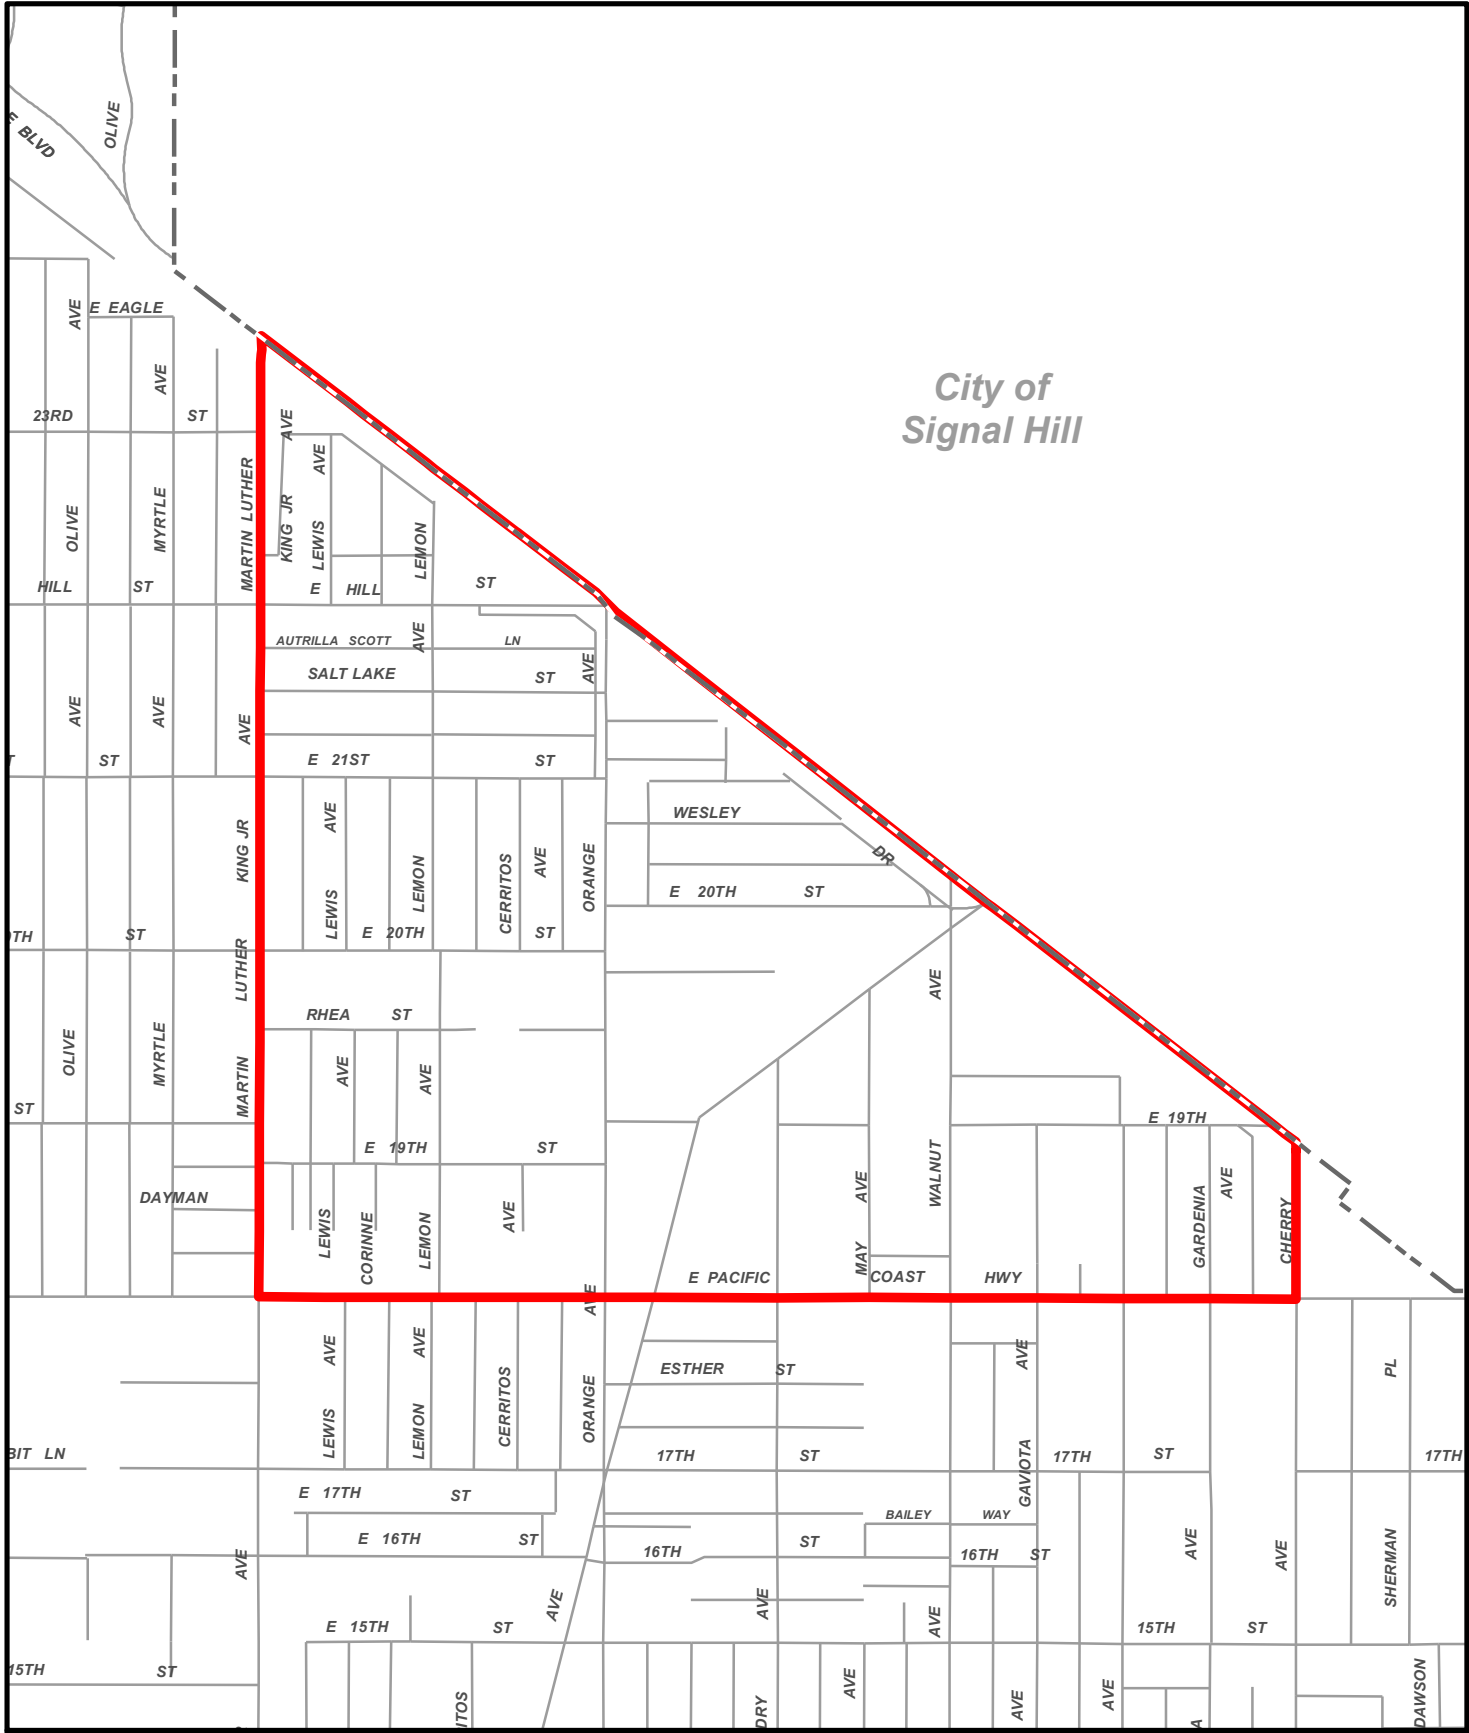 OLIVE
E BLVD
AVE
E EAGLE
AVE
23RD
ST
AVE
AVE
City of
Signal Hill
OLIVE
MYRTLE
MARTIN LUTHER
KING JR
LEWIS
LEMON
HILL
ST
E HILL
ST
AUTRILLA SCOTT
LN
AVE
SALT LAKE
ST
AVE
AVE
AVE
AVE
ST
E 21ST
ST
KING JR
AVE
LEWIS
LEMON
CERRITOS
AVE
ORANGE
WESLEY
DR
E 20TH
ST
TH
ST
E 20TH
ST
LUTHER
AVE
RHEA
ST
OLIVE
MYRTLE
MARTIN
AVE
AVE
ST
E 19TH
ST
E 19TH
DAYMAN
LEWIS
CORINNE
LEMON
AVE
MAY
AVE
WALNUT
GARDENIA
AVE
CHERRY
E PACIFIC
COAST
HWY
AVE
AVE
AVE
AVE
PL
ESTHER
ST
LEWIS
LEMON
CERRITOS
ORANGE
BIT LN
17TH
ST
GAVIOTA
17TH
ST
17TH
E 17TH
ST
BAILEY
WAY
E 16TH
ST
16TH
ST
16TH
ST
AVE
AVE
AVE
SHERMAN
E 15TH
ST
AVE
AVE
AVE
15TH
ST
15TH
ST
ITOS
DRY
AVE
AVE
AVE
DAWSON